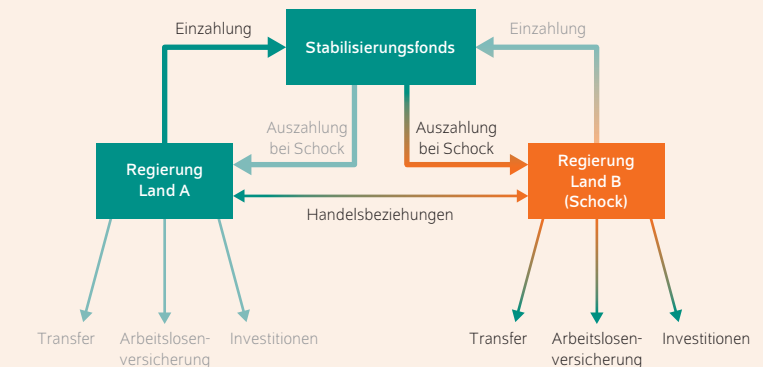 Einzahlung
Stabilisierungsfonds
Einzahlung
Auszahlung
bei Schock
Auszahlung
bei Schock
Regierung
Land A
Regierung
Land B
(Schock)
Handelsbeziehungen
Transfer
Arbeitslosen-
versicherung
Investitionen
Transfer
Arbeitslosen-
versicherung
Investitionen